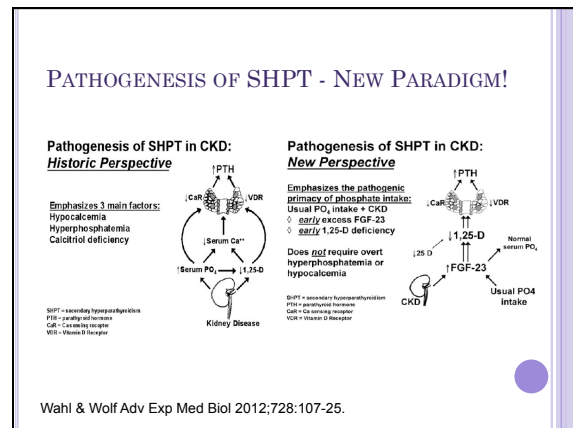 PATHOGENESIS OF SHPT - NEW PARADIGM!
Pathogenesis of SHPT in CKD:
Historic Perspective
Emphasizes 3 main factors:
Hypocalcemia
Hyperphosphatemia
Calcitriol deficiency
↑PTH
↓CaR
↓VDR
↓Serum Ca⁺⁺
↑Serum PO₄
↓1,25-D
Kidney Disease
SHPT = secondary hyperparathyroidism
PTH = parathyroid hormone
CaR = Ca sensing receptor
VDR = Vitamin D Receptor
Pathogenesis of SHPT in CKD:
New Perspective
Emphasizes the pathogenic
primacy of phosphate intake:
Usual PO₄ intake + CKD
◊ early excess FGF-23
◊ early 1,25-D deficiency
Does not require overt
hyperphosphatemia or
hypocalcemia
↑PTH
↓CaR
↓VDR
↓1,25-D
↓25 D
Normal
serum PO₄
↑FGF-23
CKD
Usual PO4
intake
SHPT = secondary hyperparathyroidism
PTH = parathyroid hormone
CaR = Ca sensing receptor
VDR = Vitamin D Receptor
Wahl & Wolf Adv Exp Med Biol 2012;728:107-25.